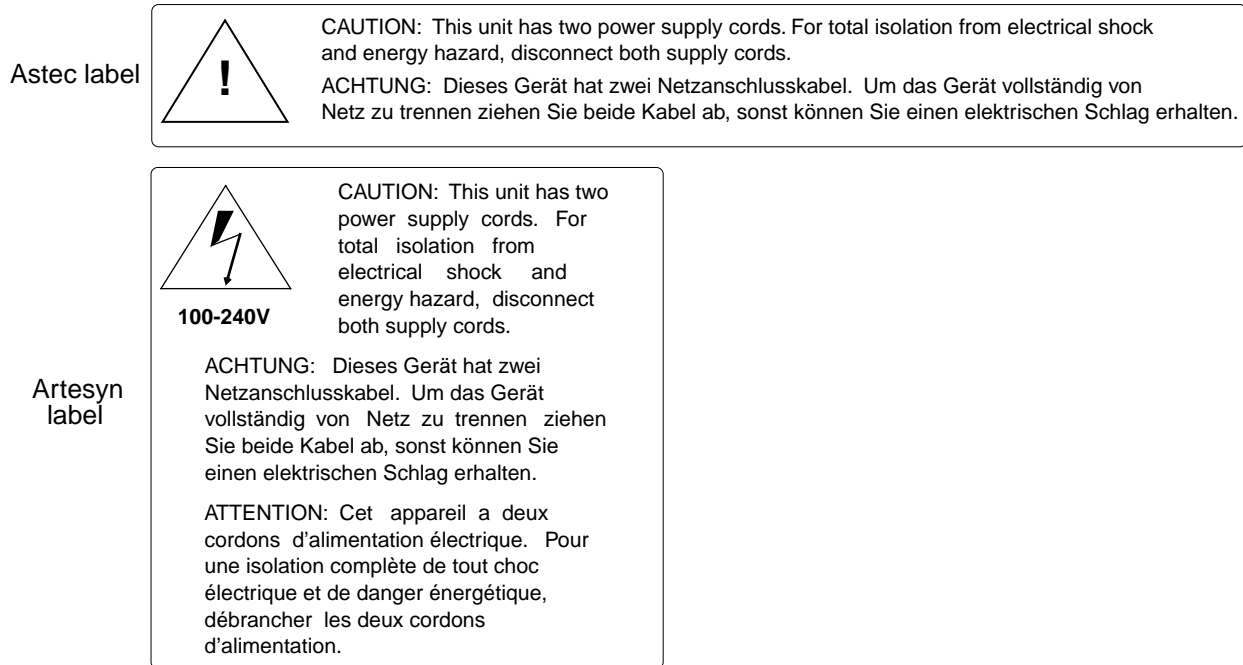 Astec label
!
CAUTION: This unit has two power supply cords. For total isolation from electrical shock
and energy hazard, disconnect both supply cords.
ACHTUNG: Dieses Gerät hat zwei Netzanschlusskabel. Um das Gerät vollständig von
Netz zu trennen ziehen Sie beide Kabel ab, sonst können Sie einen elektrischen Schlag erhalten.
Artesyn
label
100-240V
CAUTION: This unit has two
power supply cords. For
total isolation from
electrical shock and
energy hazard, disconnect
both supply cords.
ACHTUNG: Dieses Gerät hat zwei
Netzanschlusskabel. Um das Gerät
vollständig von Netz zu trennen ziehen
Sie beide Kabel ab, sonst können Sie
einen elektrischen Schlag erhalten.
ATTENTION: Cet appareil a deux
cordons d'alimentation électrique. Pour
une isolation complète de tout choc
électrique et de danger énergétique,
débrancher les deux cordons
d'alimentation.